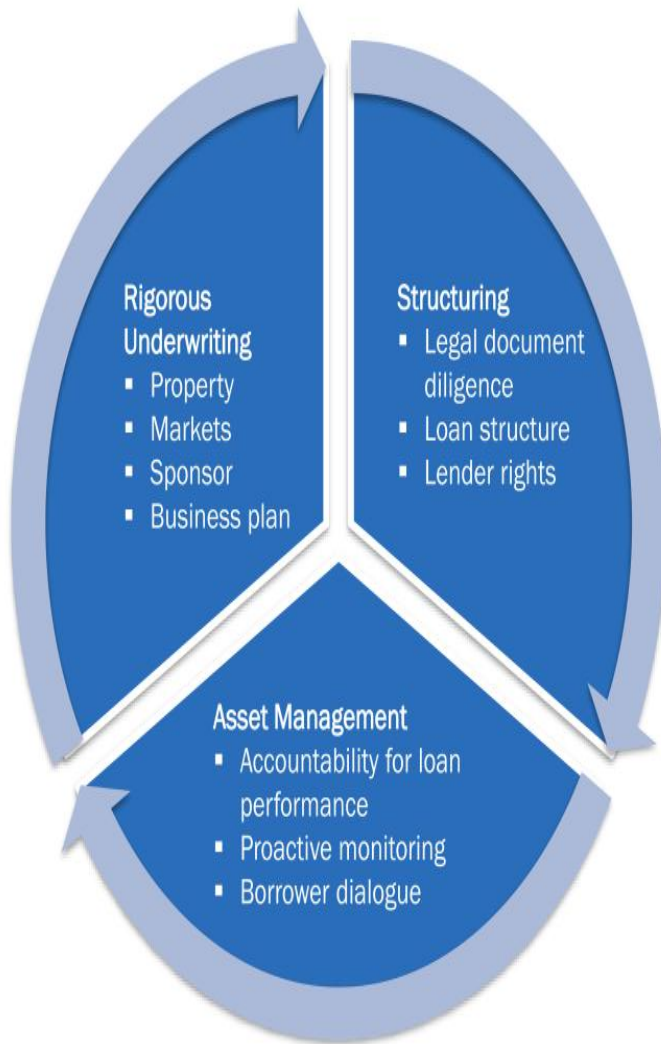 Rigorous
Underwriting
▪ Property
▪ Markets
▪ Sponsor
▪ Business plan
Structuring
▪ Legal document
diligence
▪ Loan structure
▪ Lender rights
Asset Management
▪ Accountability for loan
performance
▪ Proactive monitoring
▪ Borrower dialogue